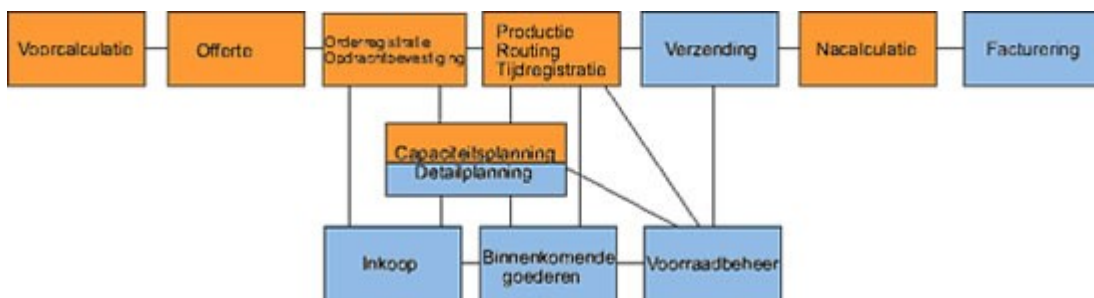 Voorcalculatie
Offerte
Orderregistratie
Opdrachtbevestiging
Productie
Routing
Tijdregistratie
Verzending
Nacalculatie
Facturering
Capaciteitsplanning
Detailplanning
Inkoop
Binnenkomende
goederen
Voorraadbeheer